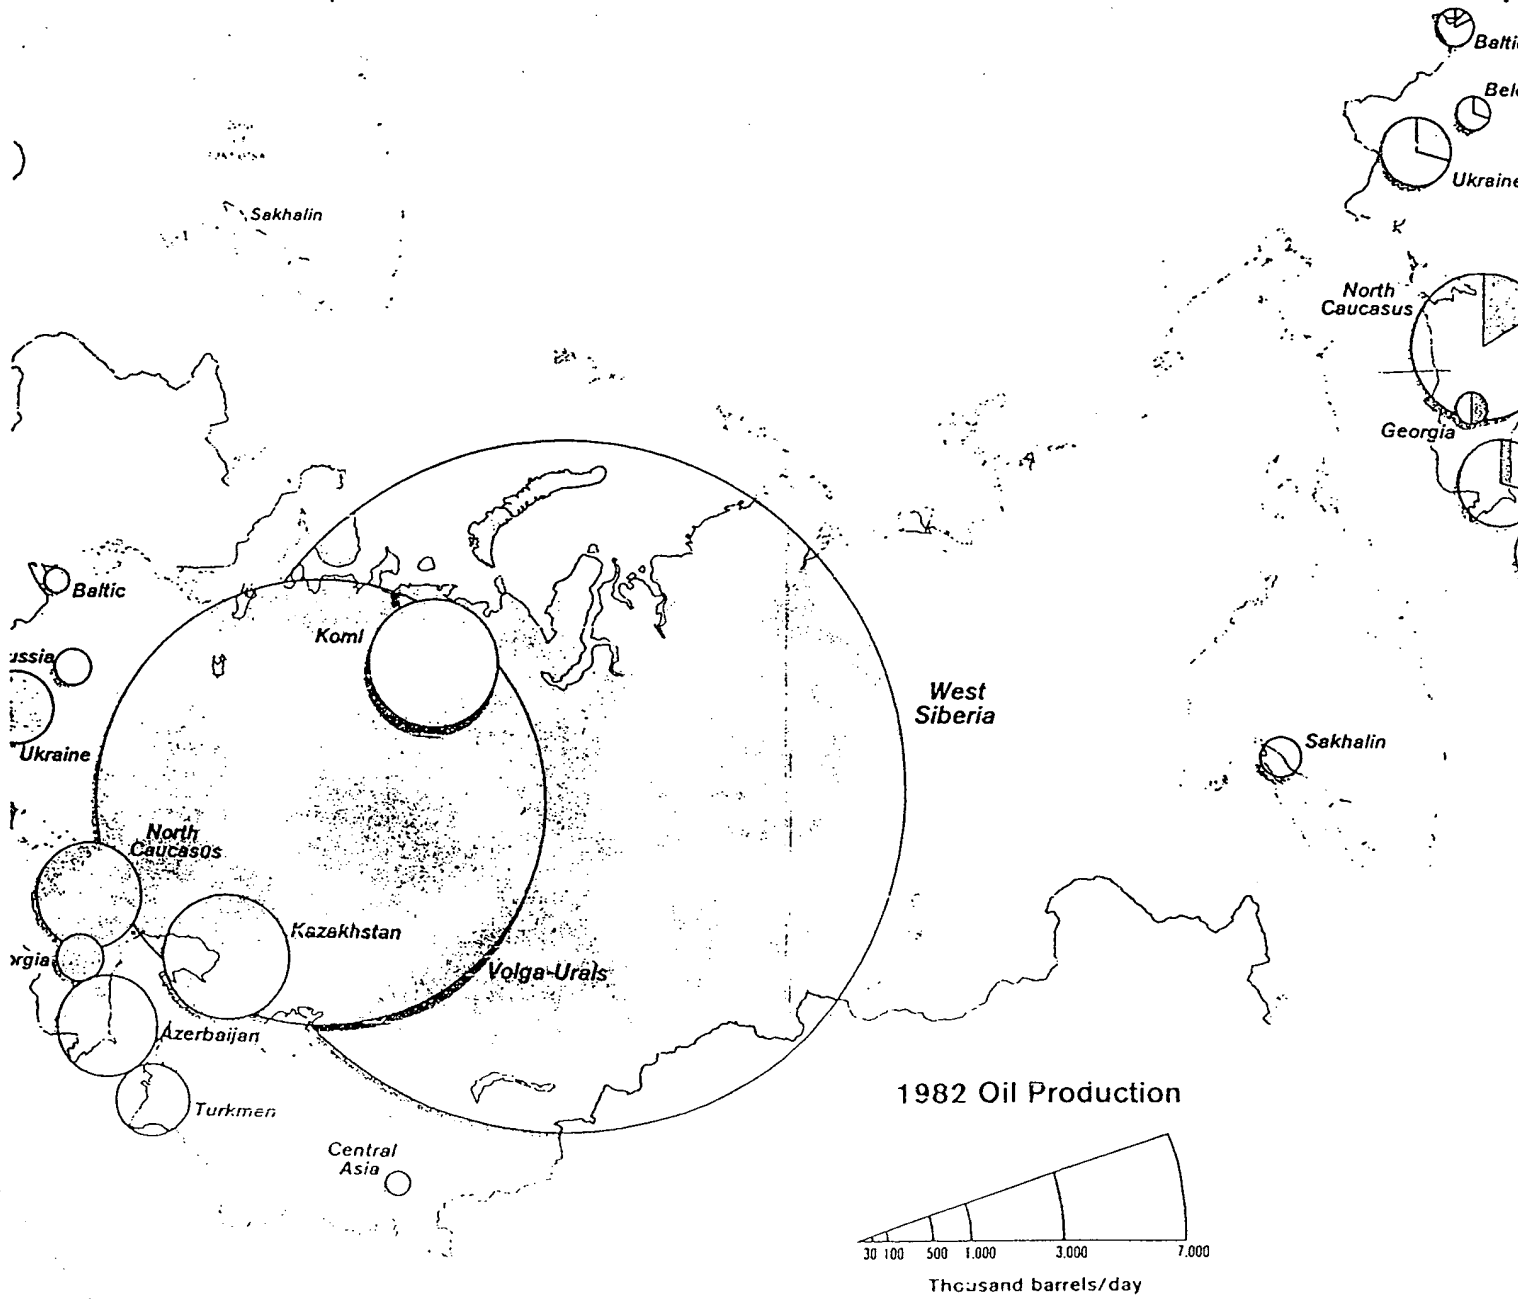 Baltic
Bel
Ukraine
Sakhalin
North
Caucasus
Georgia
Baltic
Komi
ussia
West
Siberia
Ukraine
Sakhalin
North
Caucasus
Kazakhstan
rgia
Volga-Urals
Azerbaijan
Turkmen
Central
Asia
1982 Oil Production
30 100 500 1.000 3.000 7.000
Thousand barrels/day